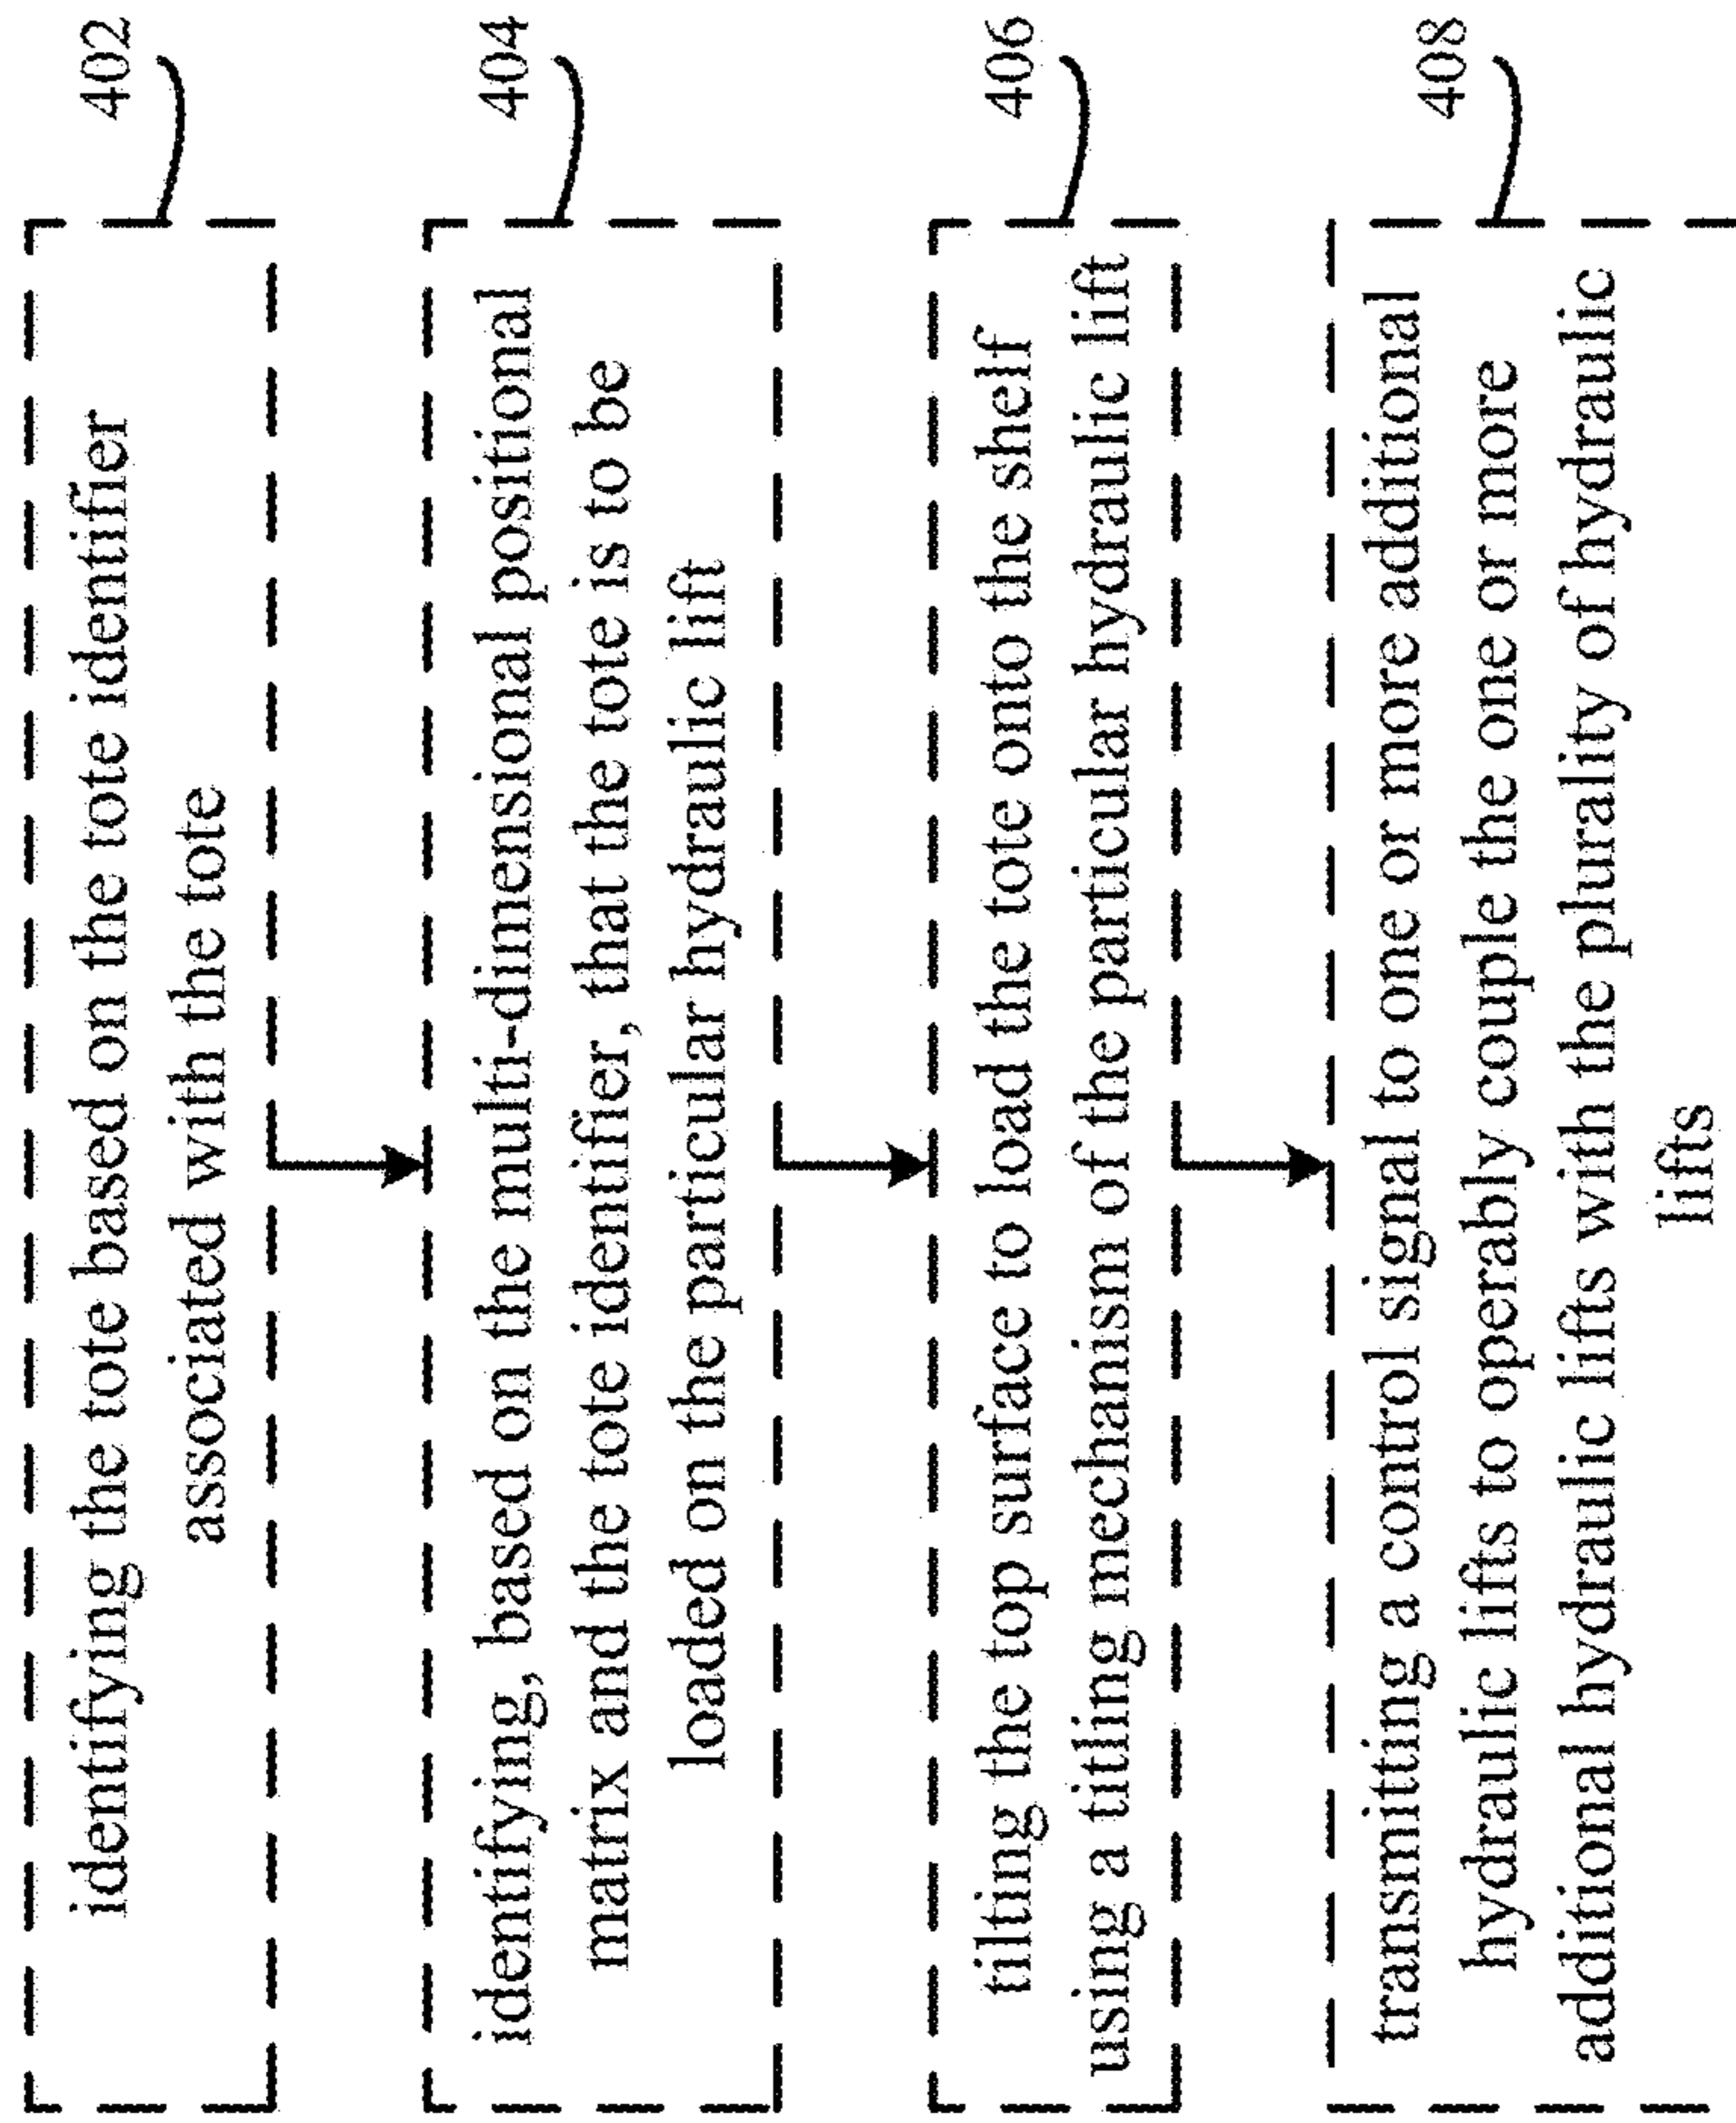 402
identifying the tote based on the tote identifier
associated with the tote
404
identifying, based on the multi-dimensional positional
matrix and the tote identifier, that the tote is to be
loaded on the particular hydraulic lift
406
tilting the top surface to load the tote onto the shelf
using a titling mechanism of the particular hydraulic lift
408
transmitting a control signal to one or more additional
hydraulic lifts to operably couple the one or more
additional hydraulic lifts with the plurality of hydraulic
lifts